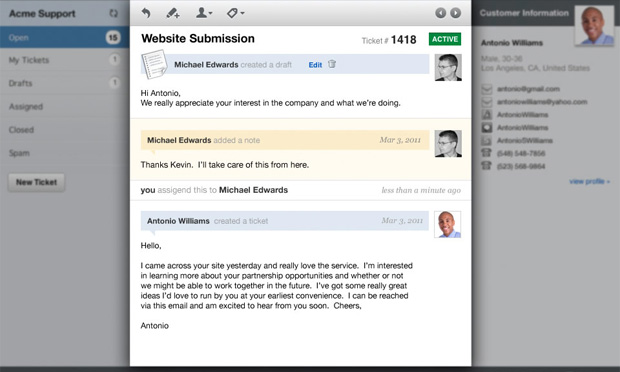 Acme Support
Open 15
My Tickets 1
Drafts 1
Assigned
Closed
Spam
New Ticket
Website Submission
Ticket # 1418 ACTIVE
Michael Edwards created a draft Edit
Hi Antonio,
We really appreciate your interest in the company and what we're doing.
Michael Edwards added a note Mar 3, 2011
Thanks Kevin. I'll take care of this from here.
you assigend this to Michael Edwards less than a minute ago
Antonio Williams created a ticket Mar 3, 2011
Hello,
I came across your site yesterday and really love the service. I'm interested
in learning more about your partnership opportunities and whether or not
we might be able to work together in the future. I've got some really great
ideas I'd love to run by you at your earliest convenience. I can be reached
via this email and am excited to hear from you soon. Cheers,
Antonio
Customer Information
Antonio Williams
Male, 30-36
Los Angeles, CA, United States
antonio@gmail.com
antoniowilliams@yahoo.com
AntonioWilliams
AntonioWilliams
AntonioSWilliams
view profile